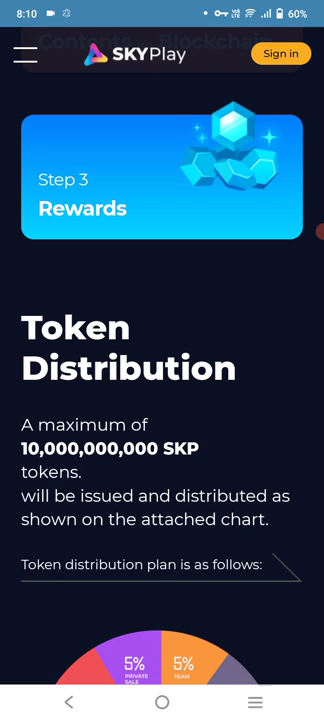 8:10
60%
Contents Blockchain
SKYPlay
Sign in
Step 3
Rewards
Token
Distribution
A maximum of
10,000,000,000 SKP
tokens.
will be issued and distributed as
shown on the attached chart.
Token distribution plan is as follows:
5% 5%
PRIVATE TEAM
SALE